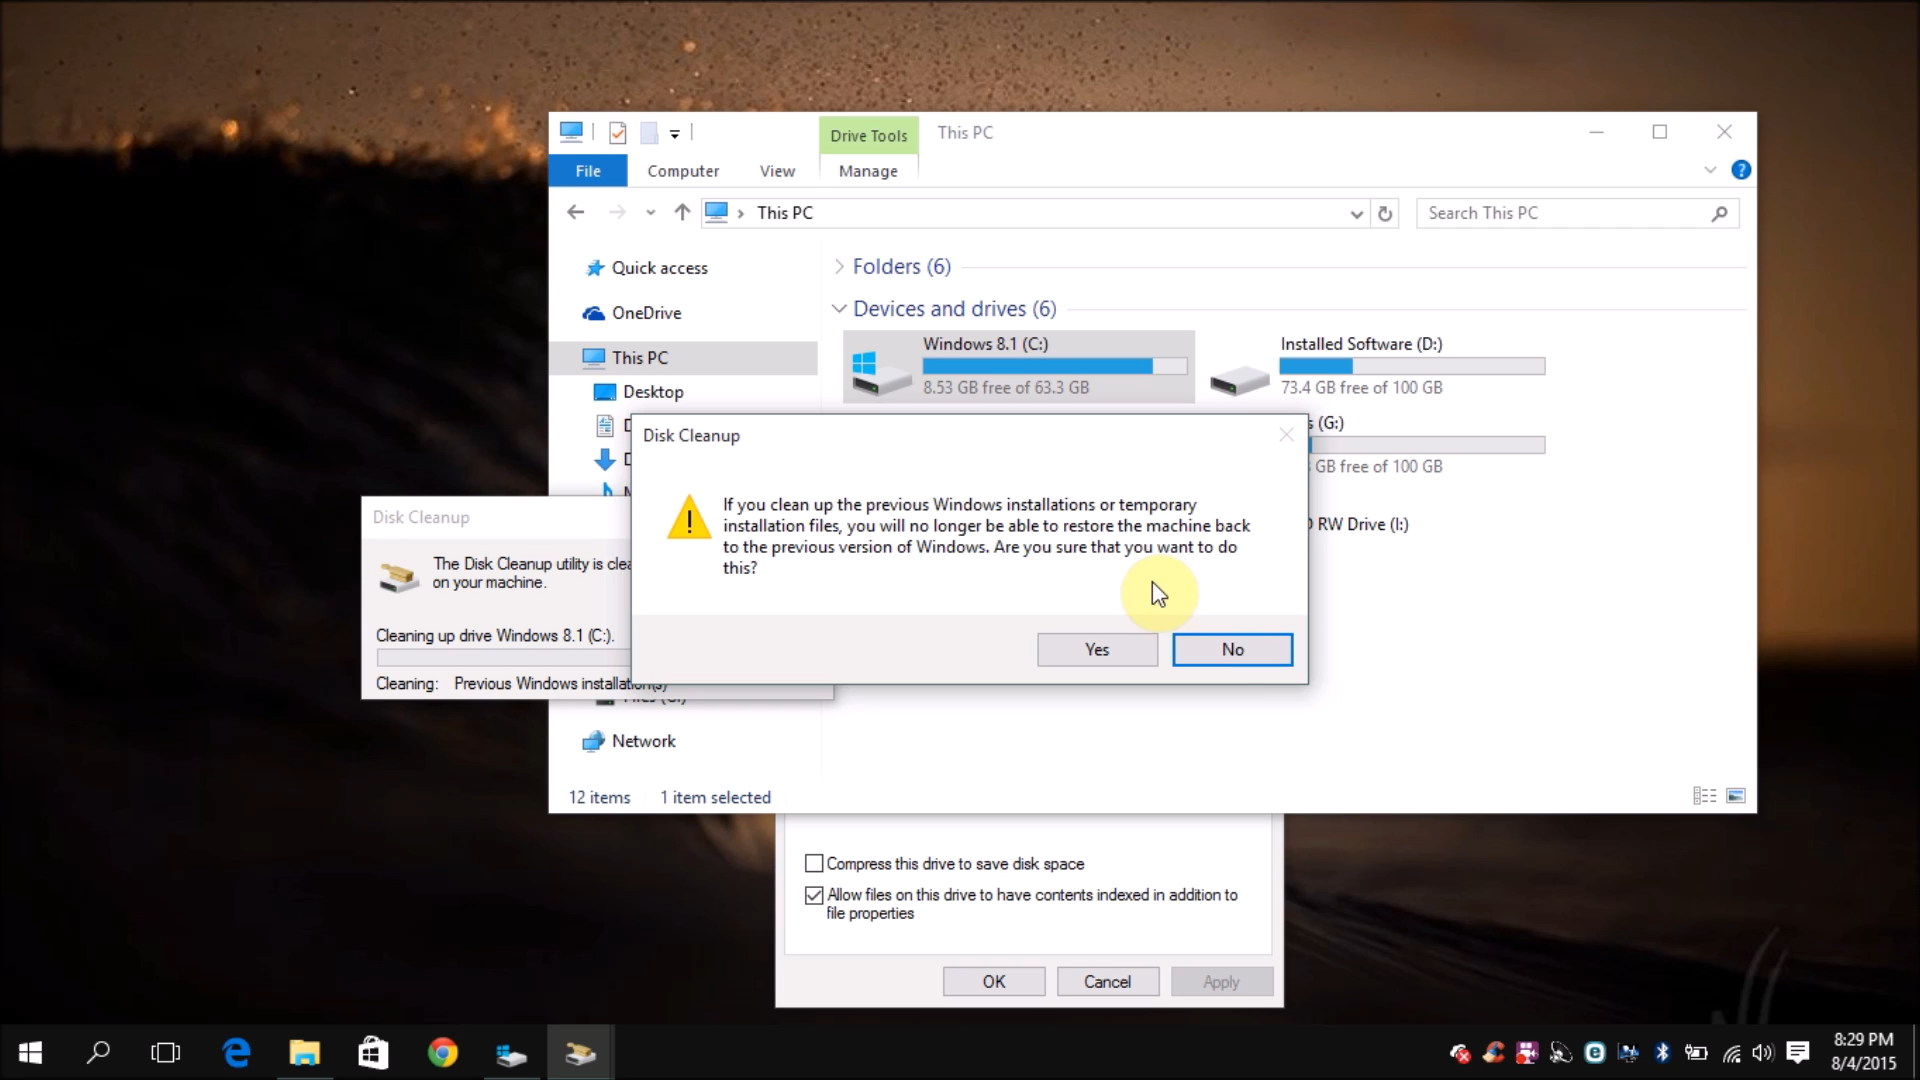 Drive Tools
This PC
File
Computer
View
Manage
This PC
Search This PC
Quick access
OneDrive
This PC
Desktop
Network
Folders (6)
Devices and drives (6)
Windows 8.1 (C:)
8.53 GB free of 63.3 GB
Installed Software (D:)
73.4 GB free of 100 GB
(G:)
GB free of 100 GB
RW Drive (I:)
12 items
1 item selected
Disk Cleanup
If you clean up the previous Windows installations or temporary
installation files, you will no longer be able to restore the machine back
to the previous version of Windows. Are you sure that you want to do
this?
Yes
No
Disk Cleanup
The Disk Cleanup utility is
on your machine.
Cleaning up drive Windows 8.1 (C:).
Cleaning: Previous Windows installation(s)
Compress this drive to save disk space
Allow files on this drive to have contents indexed in addition to
file properties
OK
Cancel
Apply
8:29 PM
8/4/2015